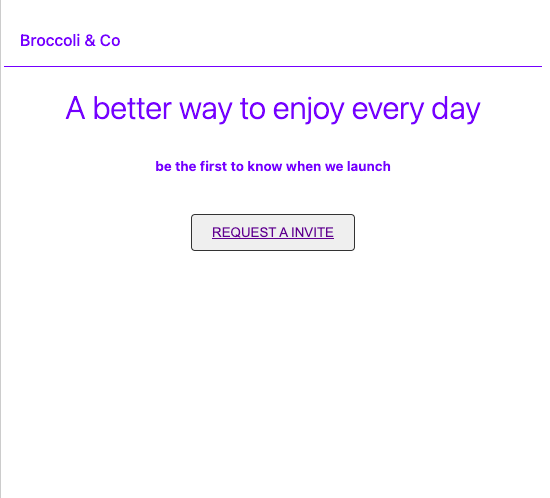 Broccoli & Co
A better way to enjoy every day
be the first to know when we launch
REQUEST A INVITE